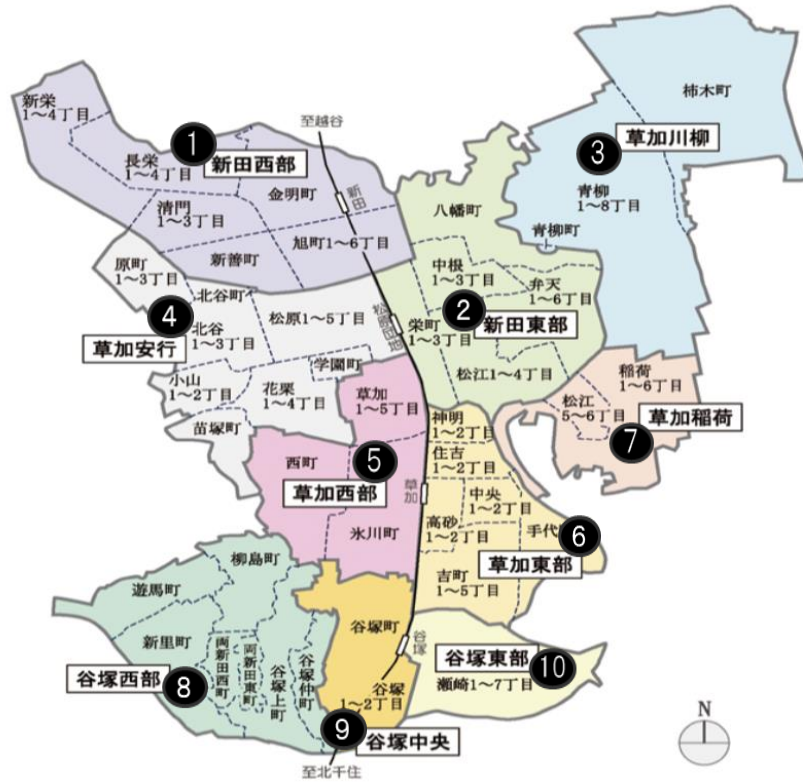 新栄
1～4丁目
長栄
1～4丁目
清門
1～3丁目
1
新田西部
金明町
新善町
旭町1～6丁目
至越谷
新田
八幡町
中根
1～3丁目
弁天
1～6丁目
2
新田東部
栄町
1～3丁目
松江1～4丁目
柿木町
3
草加川柳
青柳
1～8丁目
青柳町
原町
1～3丁目
北谷町
4
草加安行
北谷
1～3丁目
松原1～5丁目
松原団地
学園町
小山
1～2丁目
花栗
1～4丁目
苗塚町
草加
1～5丁目
5
草加西部
西町
氷川町
草加
神明
1～2丁目
住吉
1～2丁目
中央
1～2丁目
高砂
1～2丁目
手代
6
草加東部
吉町
1～5丁目
稲荷
1～6丁目
松江
5～6丁目
7
草加稲荷
柳島町
遊馬町
新里町
両新田西町
両新田東町
谷塚上町
谷塚仲町
8
谷塚西部
谷塚町
谷塚
谷塚
1～2丁目
9
谷塚中央
至北千住
谷塚東部
10
瀬崎1～7丁目
N